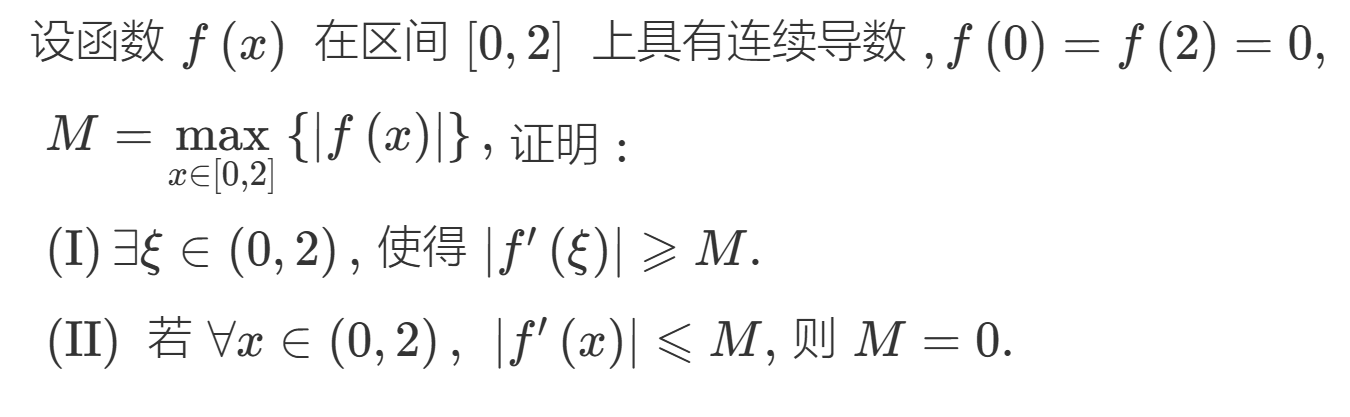 设函数 f (x) 在区间 [0, 2] 上具有连续导数 , f (0) = f (2) = 0,
M = max_{x∈[0,2]} {|f (x)|} , 证明 :
(I) ∃ξ ∈ (0, 2) , 使得 |f′ (ξ)| ⩾ M.
(II) 若 ∀x ∈ (0, 2) , |f′ (x)| ⩽ M, 则 M = 0.